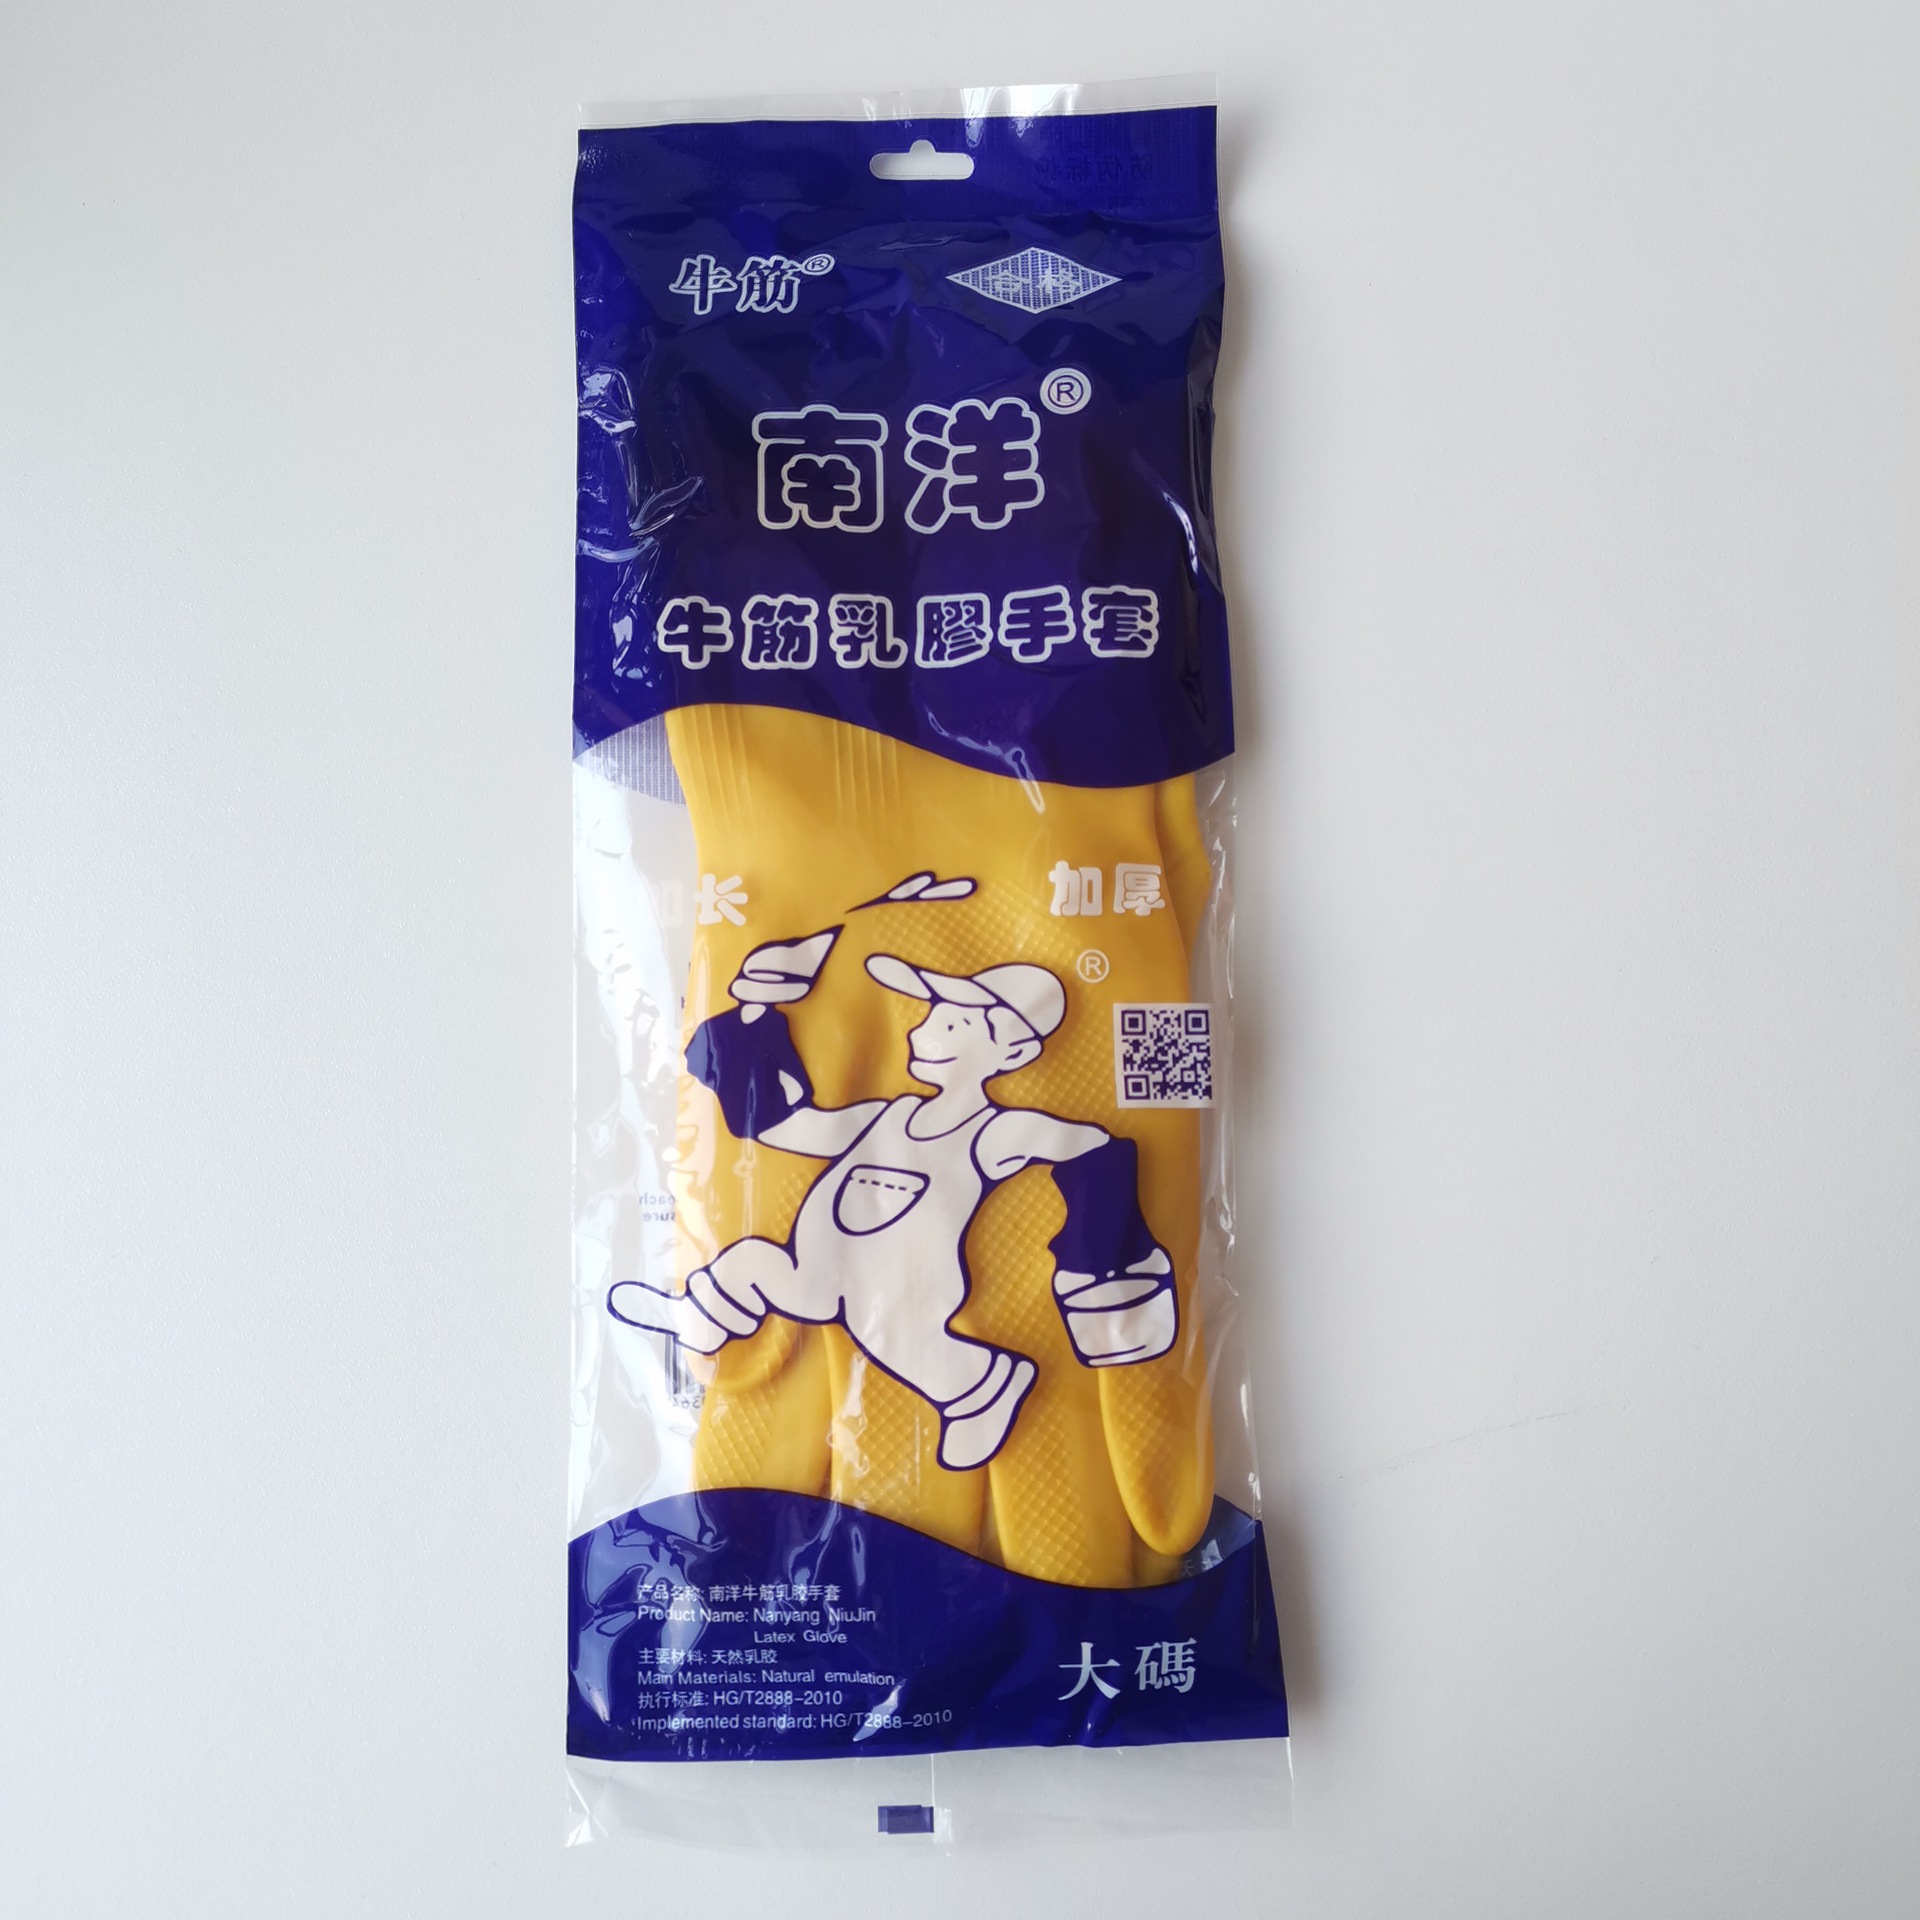 牛筋®
合格
南洋®
牛筋乳膠手套
加长
加厚
®
产品名称: 南洋牛筋乳胶手套
Product Name: Nanyang NiuJin
Latex Glove
主要材料: 天然乳胶
Main Materials: Natural emulation
执行标准: HG/T2888-2010
Implemented standard: HG/T2888-2010
大碼